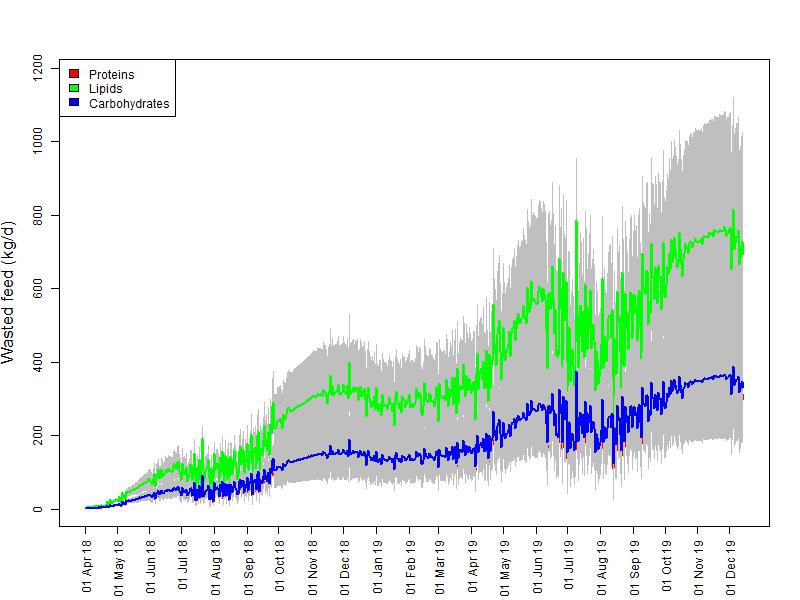 Proteins
Lipids
Carbohydrates
Wasted feed (kg/d)
1200
1000
800
600
400
200
0
01 Apr 18
01 May 18
01 Jun 18
01 Jul 18
01 Aug 18
01 Sep 18
01 Oct 18
01 Nov 18
01 Dec 18
01 Jan 19
01 Feb 19
01 Mar 19
01 Apr 19
01 May 19
01 Jun 19
01 Jul 19
01 Aug 19
01 Sep 19
01 Oct 19
01 Nov 19
01 Dec 19